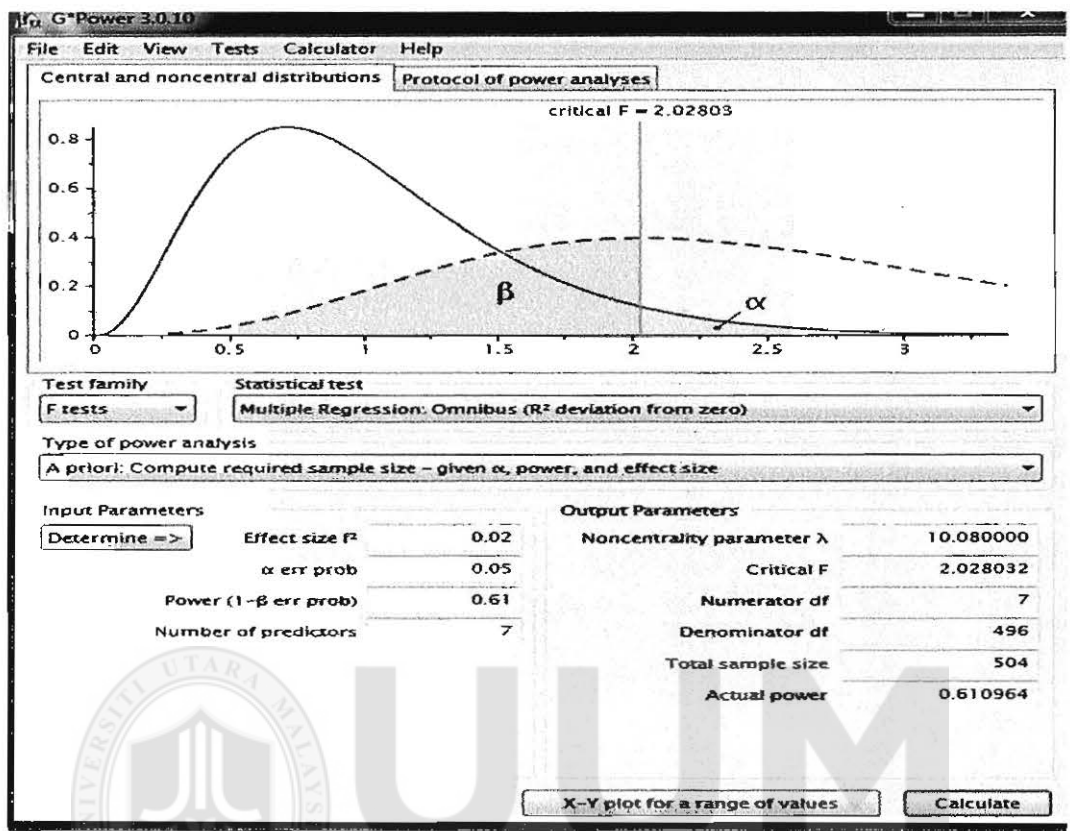 G*Power 3.0.10
File Edit View Tests Calculator Help
Central and noncentral distributions Protocol of power analyses
critical F = 2.02803
0.8
0.6
0.4
0.2
0
β
α
0 0.5 1 1.5 2 2.5 3
Test family Statistical test
F tests Multiple Regression: Omnibus (R² deviation from zero)
Type of power analysis
A priori: Compute required sample size – given α, power, and effect size
Input Parameters Output Parameters
Determine => Effect size f² 0.02 Noncentrality parameter λ 10.080000
α err prob 0.05 Critical F 2.028032
Power (1-β err prob) 0.61 Numerator df 7
Number of predictors 7 Denominator df 496
Total sample size 504
Actual power 0.610964
UTARA
UUM
X-Y plot for a range of values Calculate